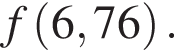 f (6, 76) .